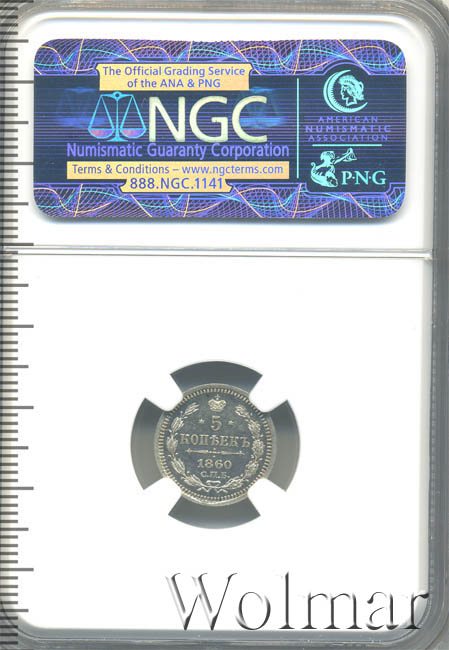 The Official Grading Service
of the ANA & PNG
NGC
Numismatic Guaranty Corporation
Terms & Conditions – www.ngcterms.com
888.NGC.1141
AMERICAN
NUMISMATIC
ASSOCIATION
P·N·G
5
КОПѢЕКЪ
1860
С.П.Б.
Wolmar